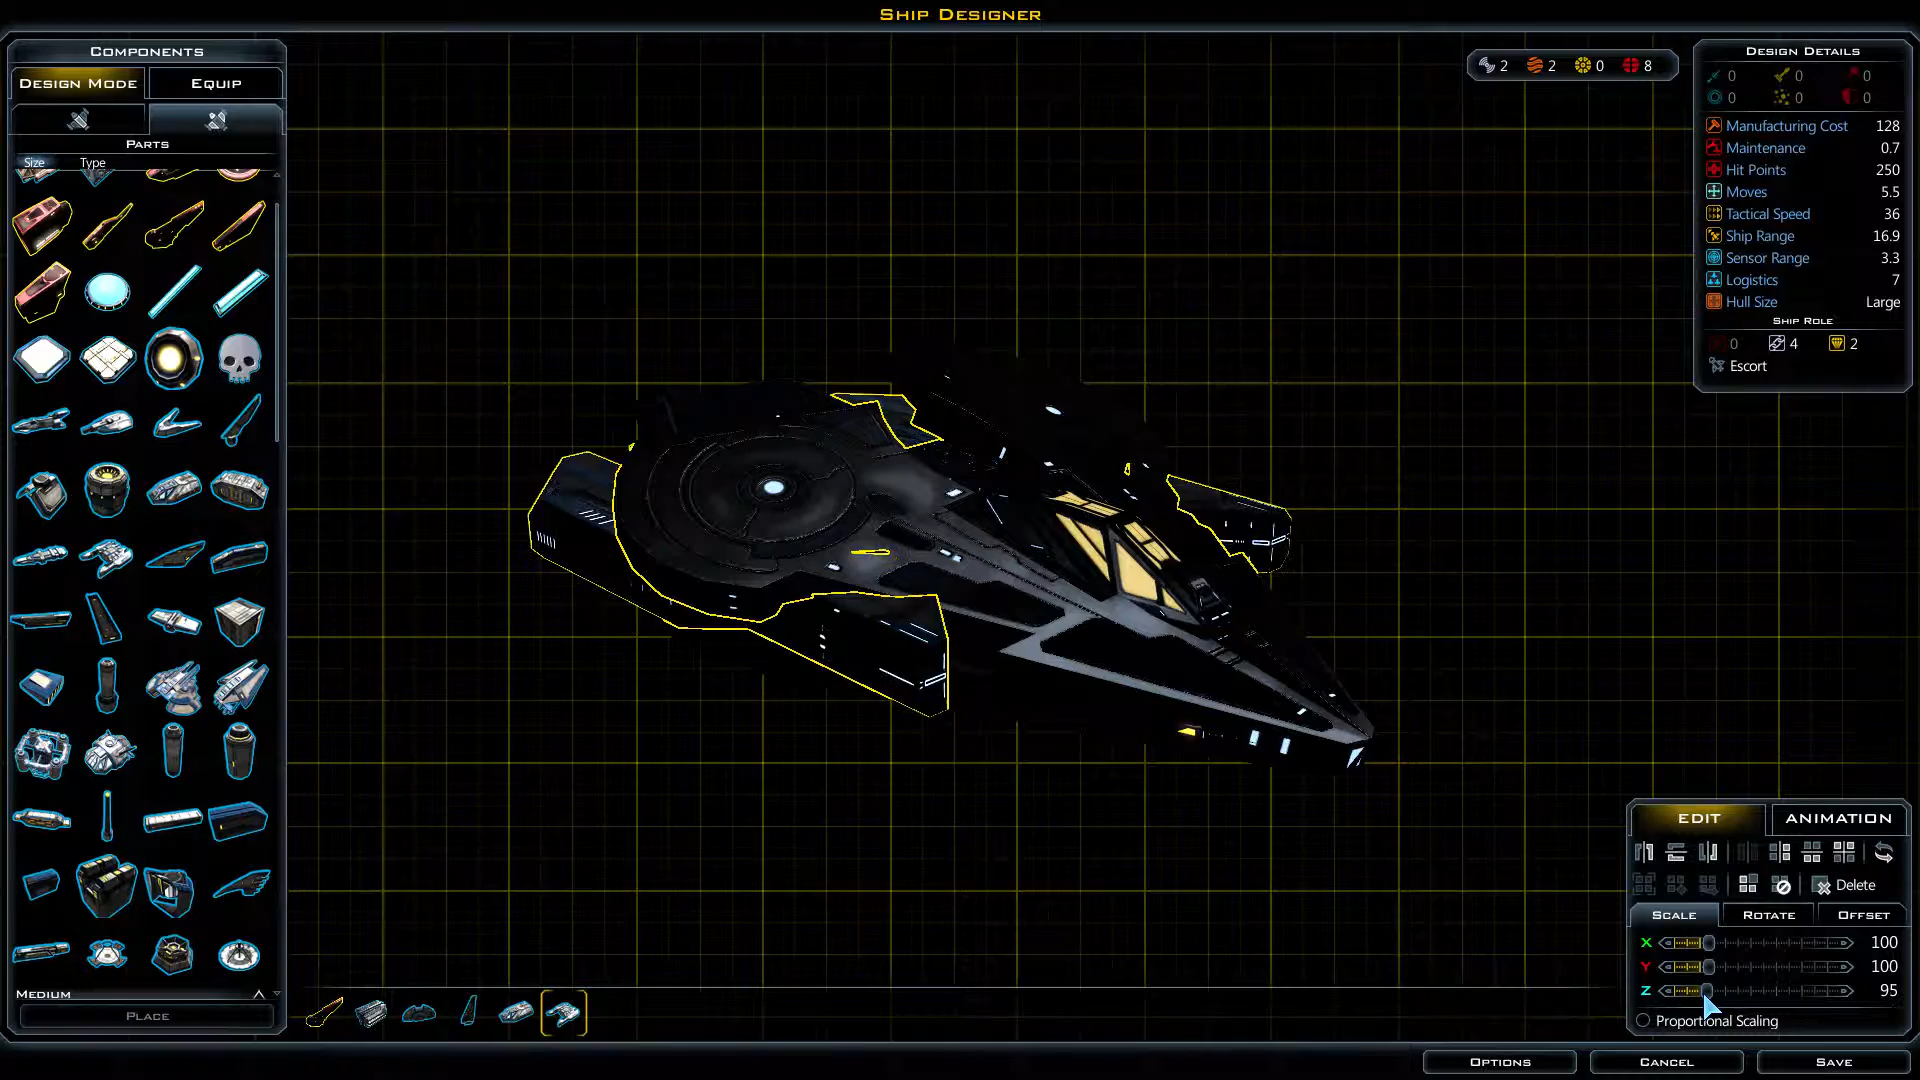 SHIP DESIGNER
COMPONENTS
DESIGN MODE
EQUIP
PARTS
Size
Type
MEDIUM
PLACE
2
2
0
8
DESIGN DETAILS
0
0
0
0
0
0
Manufacturing Cost 128
Maintenance 0.7
Hit Points 250
Moves 5.5
Tactical Speed 36
Ship Range 16.9
Sensor Range 3.3
Logistics 7
Hull Size Large
SHIP ROLE
0
4
2
Escort
EDIT
ANIMATION
Delete
SCALE
ROTATE
OFFSET
X 100
Y 100
Z 95
Proportional Scaling
OPTIONS
CANCEL
SAVE